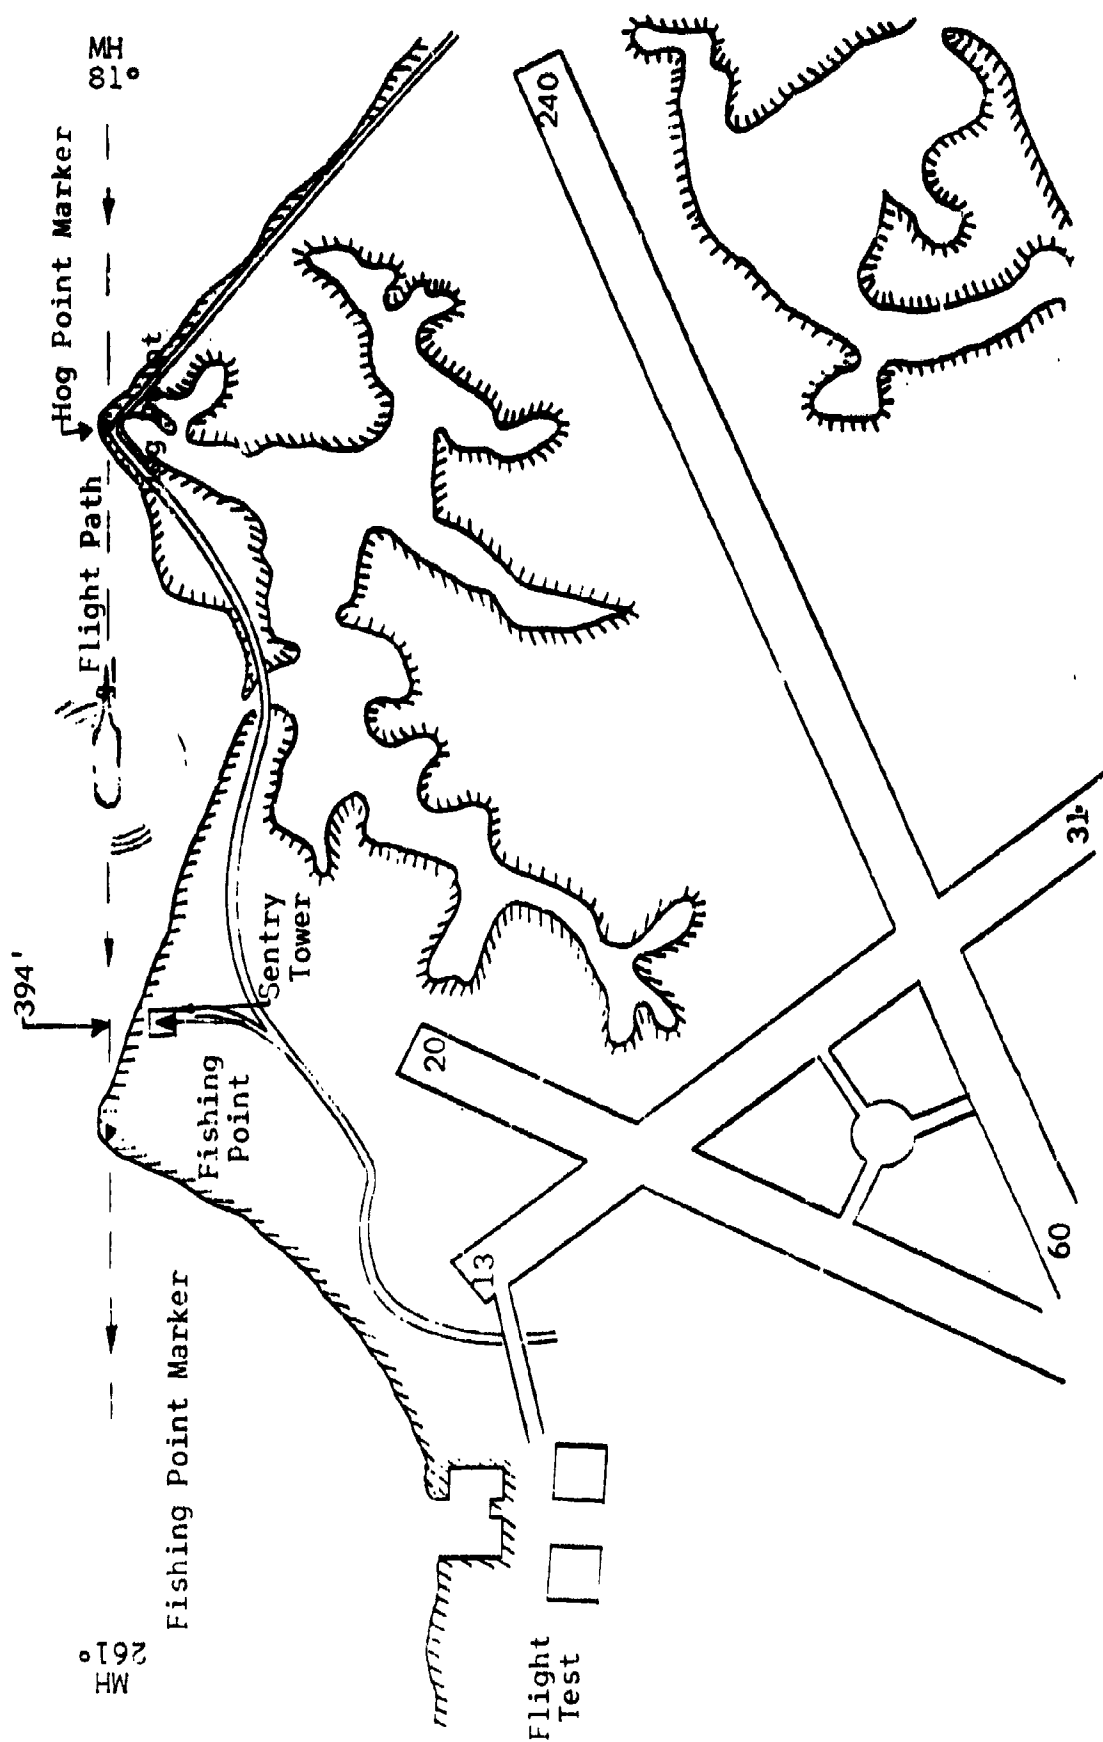 MH
81°
Hog Point Marker
Flight Path
394'
Sentry
Tower
Fishing
Point
Fishing Point Marker
MH
261°
Flight
Test
240
20
13
31
60